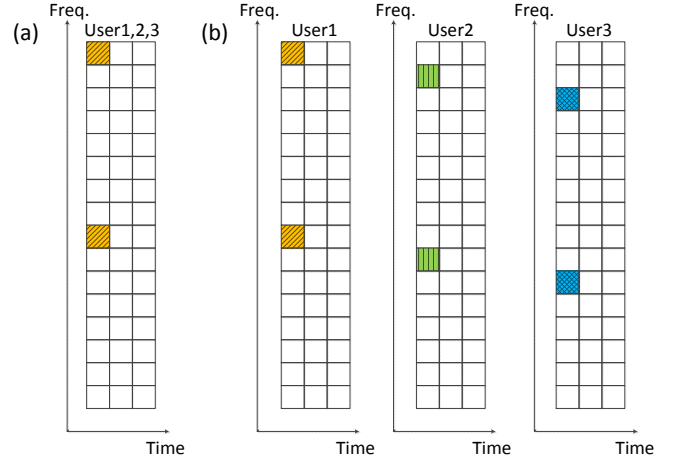 Freq.
(a)
User1,2,3
Time
(b)
Freq.
User1
Time
Freq.
User2
Time
Freq.
User3
Time